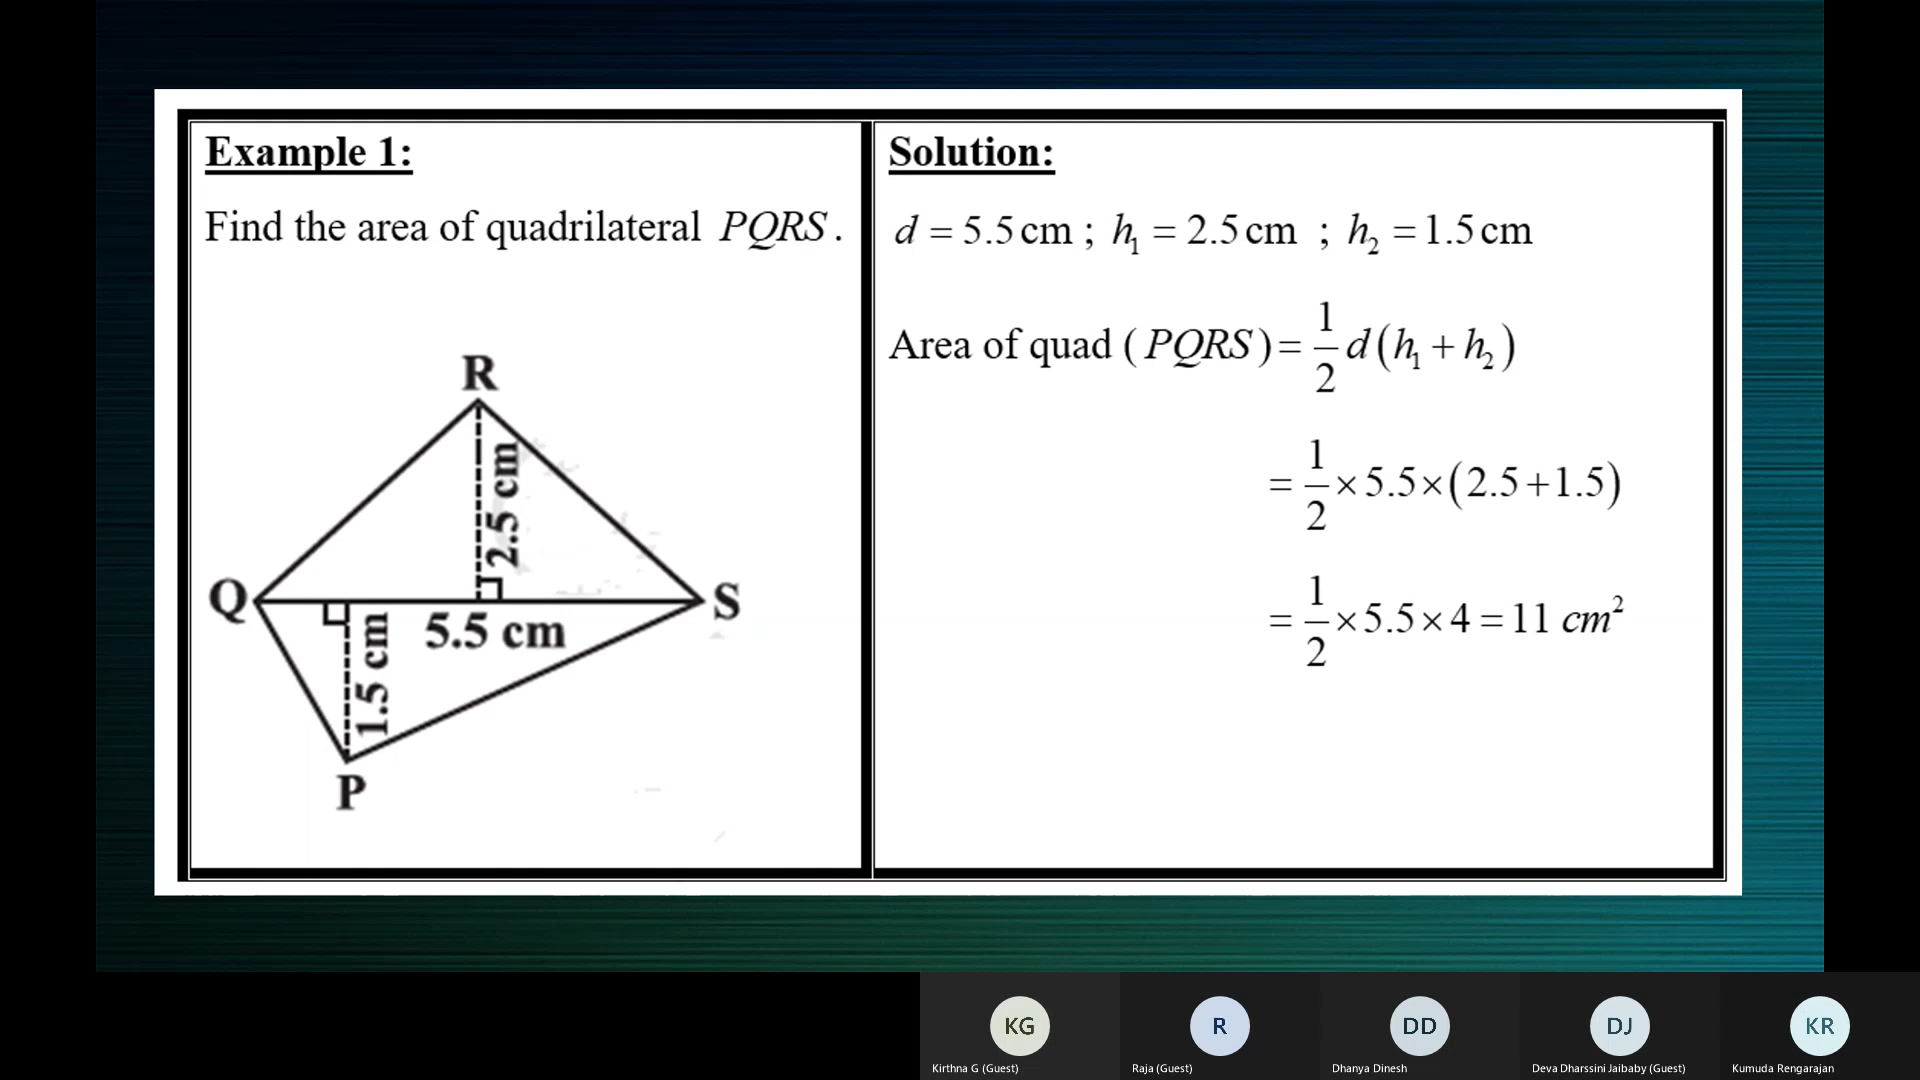 Example 1:
Find the area of quadrilateral PQRS.
R
2.5 cm
Q
S
5.5 cm
1.5 cm
P
Solution:
d = 5.5 cm ; h₁ = 2.5 cm ; h₂ = 1.5 cm
Area of quad (PQRS) = 1/2 d(h₁ + h₂)
= 1/2 × 5.5 × (2.5 + 1.5)
= 1/2 × 5.5 × 4 = 11 cm²
KG
R
DD
DJ
KR
Kirthna G (Guest)
Raja (Guest)
Dhanya Dinesh
Deva Dharssini Jaibaby (Guest)
Kumuda Rengarajan